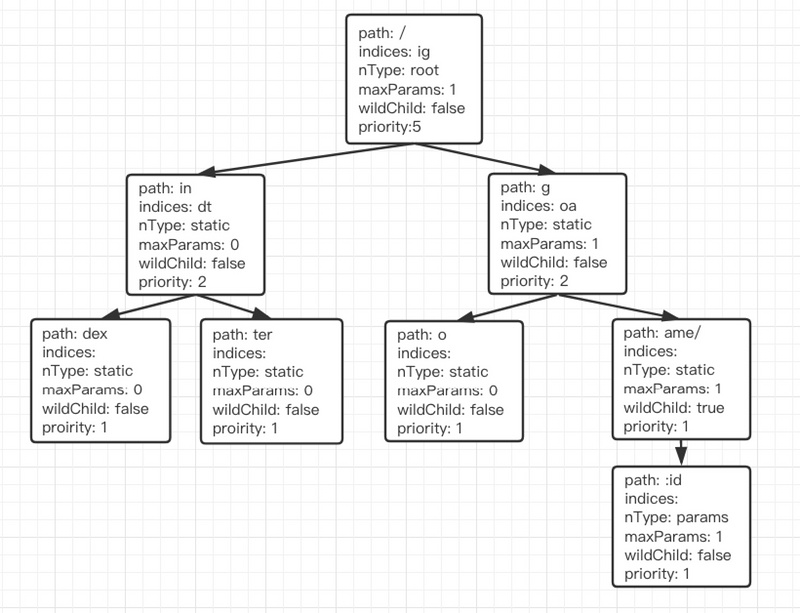 path: /
indices: ig
nType: root
maxParams: 1
wildChild: false
priority:5
path: in
indices: dt
nType: static
maxParams: 0
wildChild: false
priority: 2
path: g
indices: oa
nType: static
maxParams: 1
wildChild: false
priority: 2
path: dex
indices:
nType: static
maxParams: 0
wildChild: false
proirity: 1
path: ter
indices:
nType: static
maxParams: 0
wildChild: false
proirity: 1
path: o
indices:
nType: static
maxParams: 0
wildChild: false
priority: 1
path: ame/
indices:
nType: static
maxParams: 1
wildChild: true
priority: 1
path: :id
indices:
nType: params
maxParams: 1
wildChild: false
priority: 1